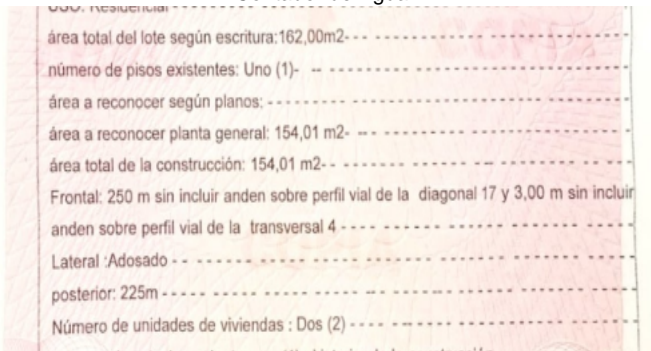 USO: Residencial
área total del lote según escritura:162,00m2- - - - - - - - - - - - - - - - - - - - - - - - - - - - - - - - - - - - - -
número de pisos existentes: Uno (1)- -- - - - - - - - - - - - - - - - - - - - - - - - - - - - - - - - - - - - - - - -
área a reconocer según planos: - - - - - - - - - - - - - - - - - - - - - - - - - - - - - - - - - - - - - - - - - - - - -
área a reconocer planta general: 154,01 m2- -- - - - - - - - - - - - - - - - - - - - - - - - - - - - - - - - - -
área total de la construcción: 154,01 m2- - - - - - - - - - - - - - - - - - - - - - - - - - - - - - - - - - - - - -
Frontal: 250 m sin incluir anden sobre perfil vial de la diagonal 17 y 3,00 m sin incluir
anden sobre perfil vial de la transversal 4 - - - - - - - - - - - - - - - - - - - - - - - - - - - - - - - - - - - -
Lateral :Adosado - - - - - - - - - - - - - - - - - - - - - - - - - - - - - - - - - - - - - - - - - - - - - - - - - - - -
posterior: 225m - - - - - - - - - - - - - - - - - - - - - - - - - - - - - - - - - - - - - - - - - - - - - - - - - - - - -
Número de unidades de viviendas : Dos (2) - - - - - - - - - - - - - - - - - - - - - - - - - - - - - - - - - - -